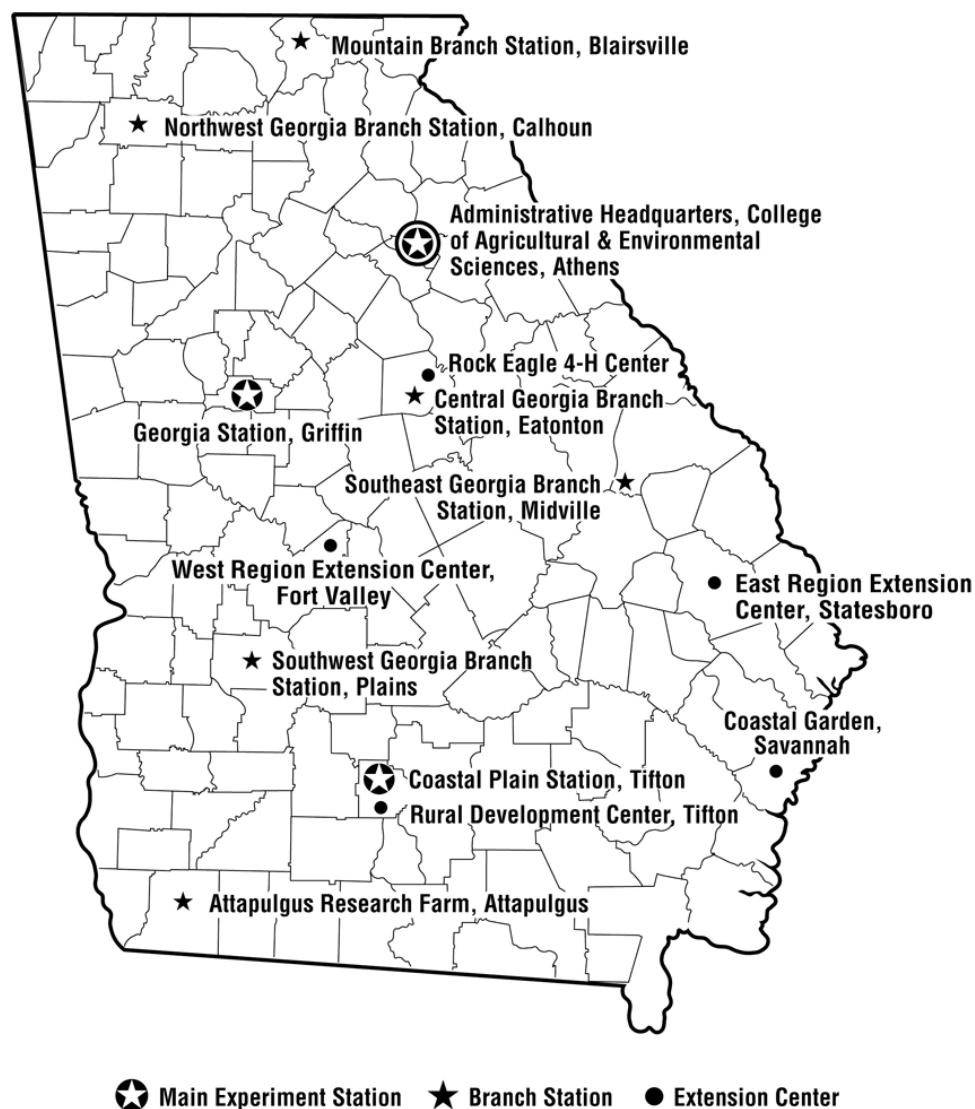 Mountain Branch Station, Blairsville
Northwest Georgia Branch Station, Calhoun
Administrative Headquarters, College
of Agricultural & Environmental
Sciences, Athens
Rock Eagle 4-H Center
Central Georgia Branch
Station, Eatonton
Georgia Station, Griffin
Southeast Georgia Branch
Station, Midville
West Region Extension Center,
Fort Valley
East Region Extension
Center, Statesboro
Southwest Georgia Branch
Station, Plains
Coastal Garden,
Savannah
Coastal Plain Station, Tifton
Rural Development Center, Tifton
Attapulgus Research Farm, Attapulgus
Main Experiment Station Branch Station Extension Center